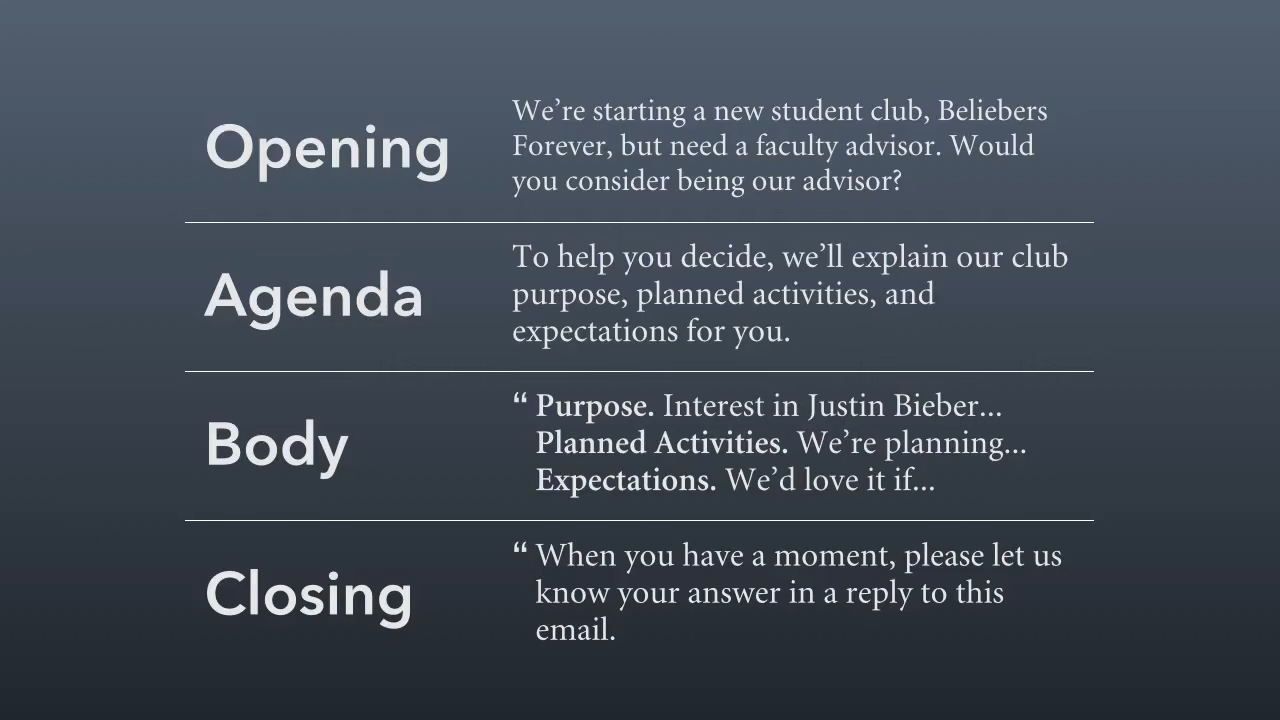 Opening
We’re starting a new student club, Beliebers
Forever, but need a faculty advisor. Would
you consider being our advisor?
Agenda
To help you decide, we’ll explain our club
purpose, planned activities, and
expectations for you.
Body
“ Purpose. Interest in Justin Bieber...
Planned Activities. We’re planning...
Expectations. We’d love it if...
Closing
“ When you have a moment, please let us
know your answer in a reply to this
email.